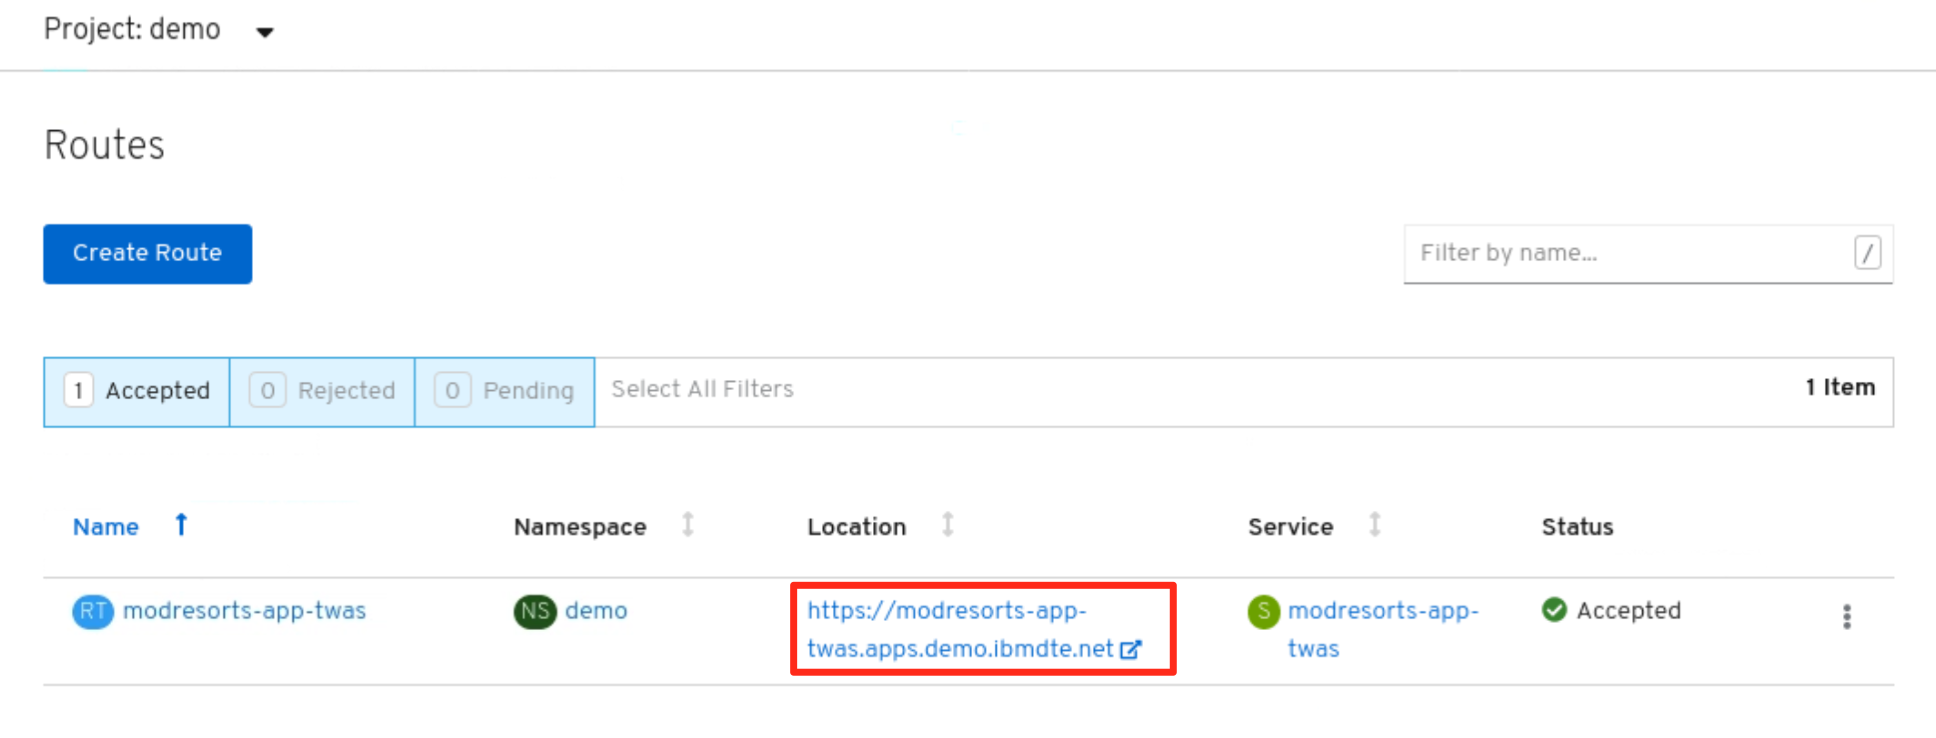 Project: demo
Routes
Create Route
Filter by name...
/
1 Accepted
0 Rejected
0 Pending
Select All Filters
1 Item
Name
Namespace
Location
Service
Status
RT modresorts-app-twas
NS demo
https://modresorts-app-
twas.apps.demo.ibmdte.net
S modresorts-app-
twas
Accepted